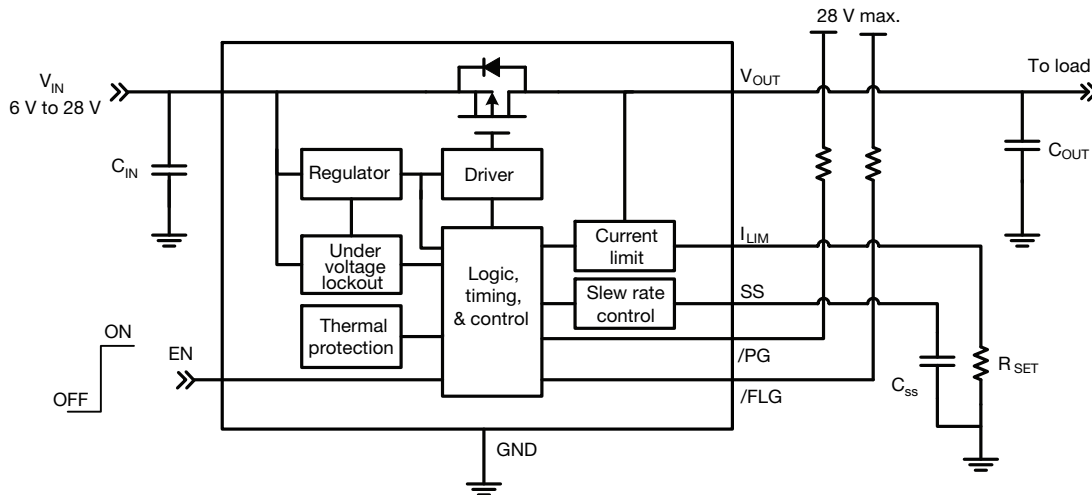 28 V max.
V_IN
6 V to 28 V
V_OUT
To load
C_IN
C_OUT
Regulator
Driver
Under
voltage
lockout
Logic,
timing,
& control
Current
limit
I_LIM
Slew rate
control
SS
Thermal
protection
ON
OFF
EN
/PG
/FLG
C_ss
R_SET
GND